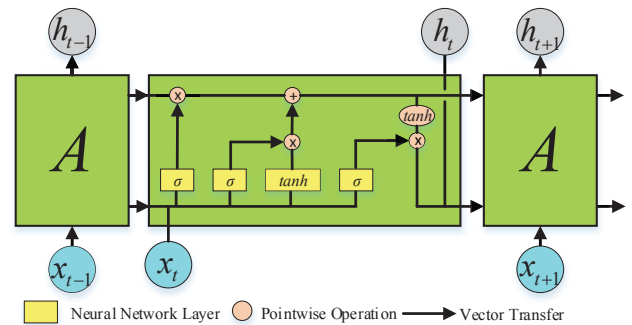 h_{t-1} h_t h_{t+1}
x +
tanh
A x x A
σ σ tanh σ
x_{t-1} x_t x_{t+1}
Neural Network Layer Pointwise Operation Vector Transfer